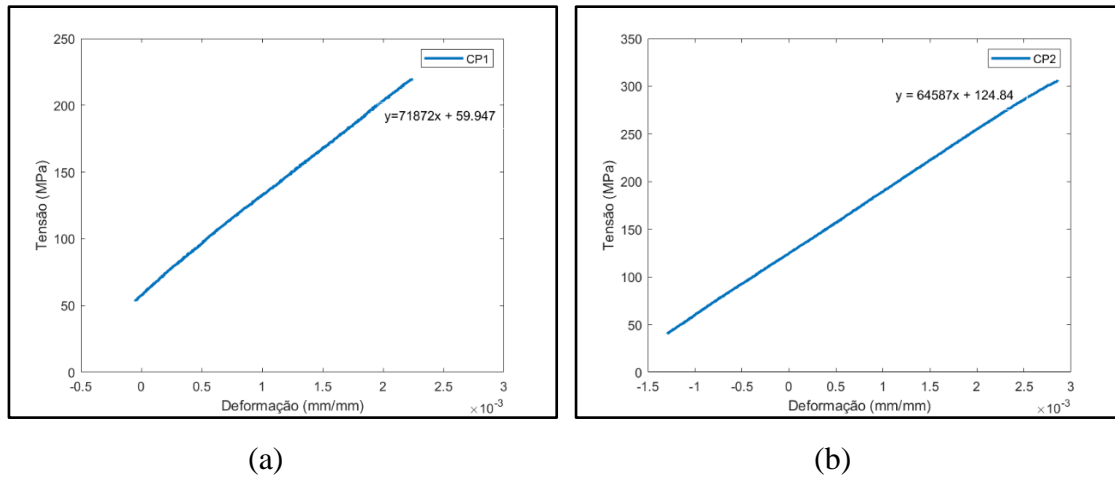 250
200
150
100
50
0
Tensão (MPa)
CP1
y=71872x + 59.947
-0.5 0 0.5 1 1.5 2 2.5 3
Deformação (mm/mm)
×10⁻³
(a)
350
300
250
200
150
100
50
0
Tensão (MPa)
CP2
y = 64587x + 124.84
-1.5 -1 -0.5 0 0.5 1 1.5 2 2.5 3
Deformação (mm/mm)
×10⁻³
(b)